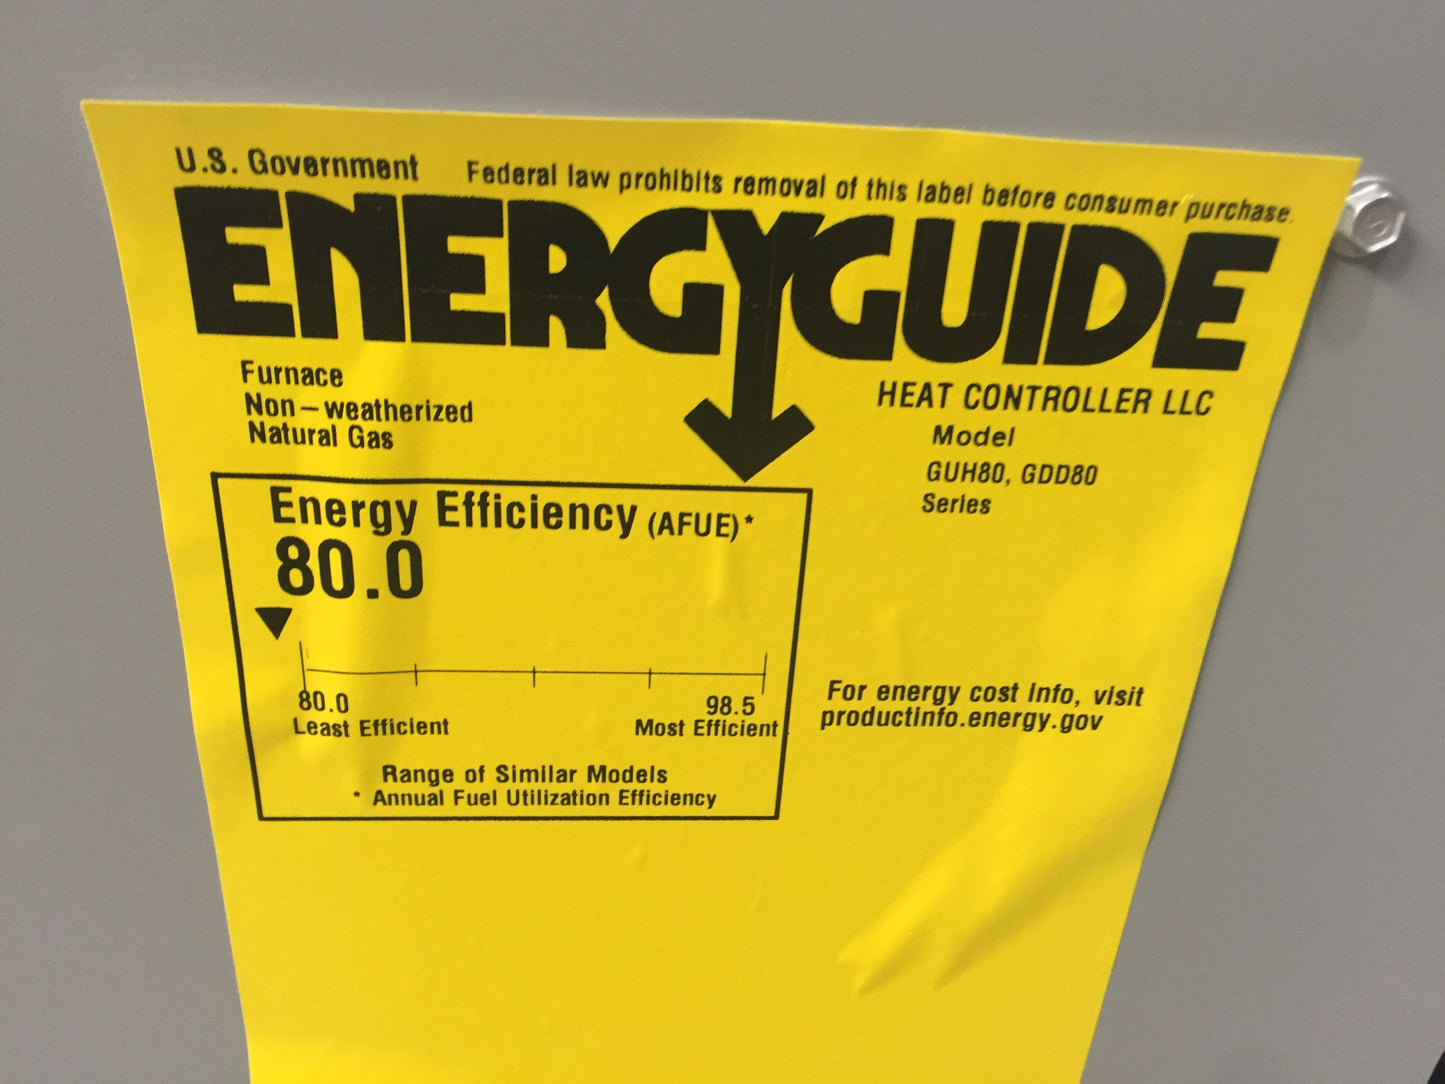 U.S. Government Federal law prohibits removal of this label before consumer purchase.
ENERGYGUIDE
Furnace
Non-weatherized
Natural Gas
HEAT CONTROLLER LLC
Model
GUH80, GDD80
Series
Energy Efficiency (AFUE)*
80.0
80.0 98.5
Least Efficient Most Efficient
Range of Similar Models
* Annual Fuel Utilization Efficiency
For energy cost info, visit
productinfo.energy.gov